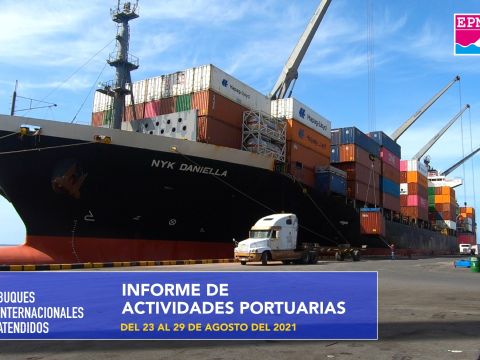 EPN
Hapag-Lloyd
Hapag-Lloyd
NYK DANIELLA
BUQUES
INTERNACIONALES
ATENDIDOS
INFORME DE
ACTIVIDADES PORTUARIAS
DEL 23 AL 29 DE AGOSTO DEL 2021